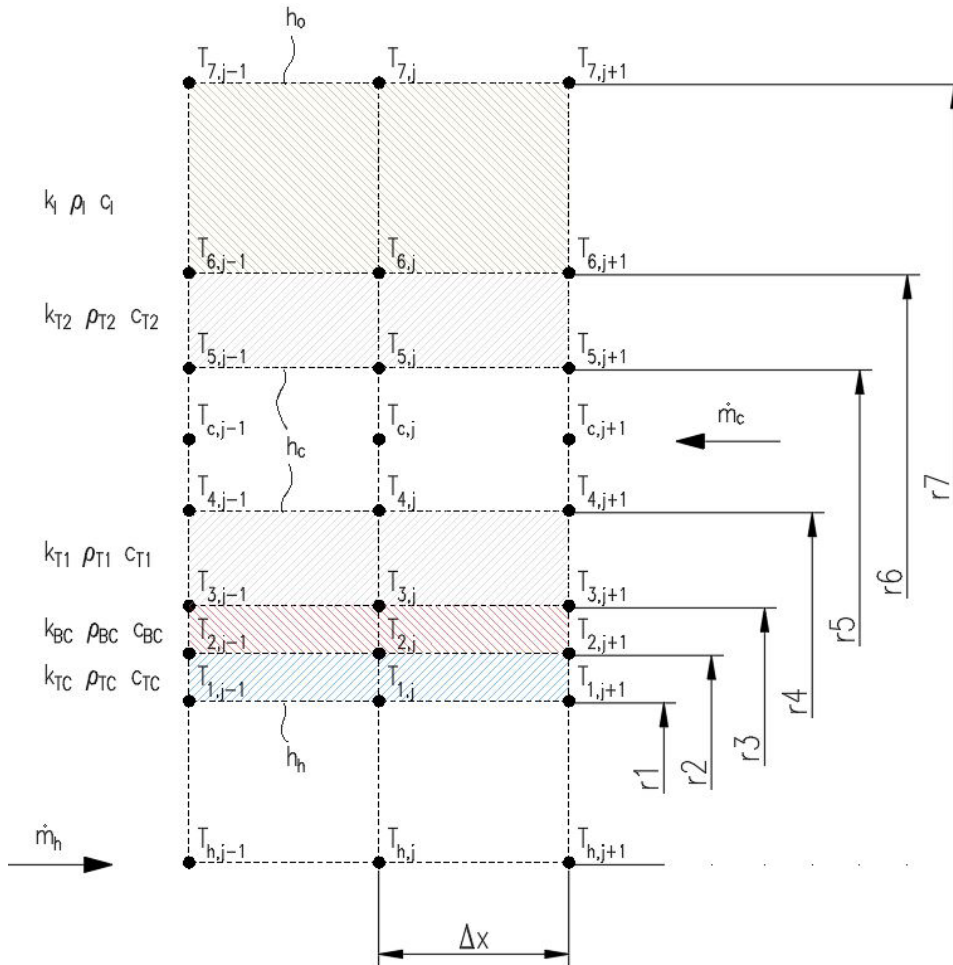 h₀
T₇,ⱼ₋₁ T₇,ⱼ T₇,ⱼ₊₁
k_I ρ_I c_I
T₆,ⱼ₋₁ T₆,ⱼ T₆,ⱼ₊₁
k_T2 ρ_T2 c_T2
T₅,ⱼ₋₁ T₅,ⱼ T₅,ⱼ₊₁
T_c,j-1 T_c,j T_c,j+1 ṁ_c
h_c
T₄,ⱼ₋₁ T₄,ⱼ T₄,ⱼ₊₁
k_T1 ρ_T1 c_T1
T₃,ⱼ₋₁ T₃,ⱼ T₃,ⱼ₊₁
k_BC ρ_BC c_BC
T₂,ⱼ₋₁ T₂,ⱼ T₂,ⱼ₊₁
k_TC ρ_TC c_TC
T₁,ⱼ₋₁ T₁,ⱼ T₁,ⱼ₊₁
h_h
r1
r2
r3
r4
r5
r6
r7
ṁ_h
T_h,j-1 T_h,j T_h,j+1
Δx